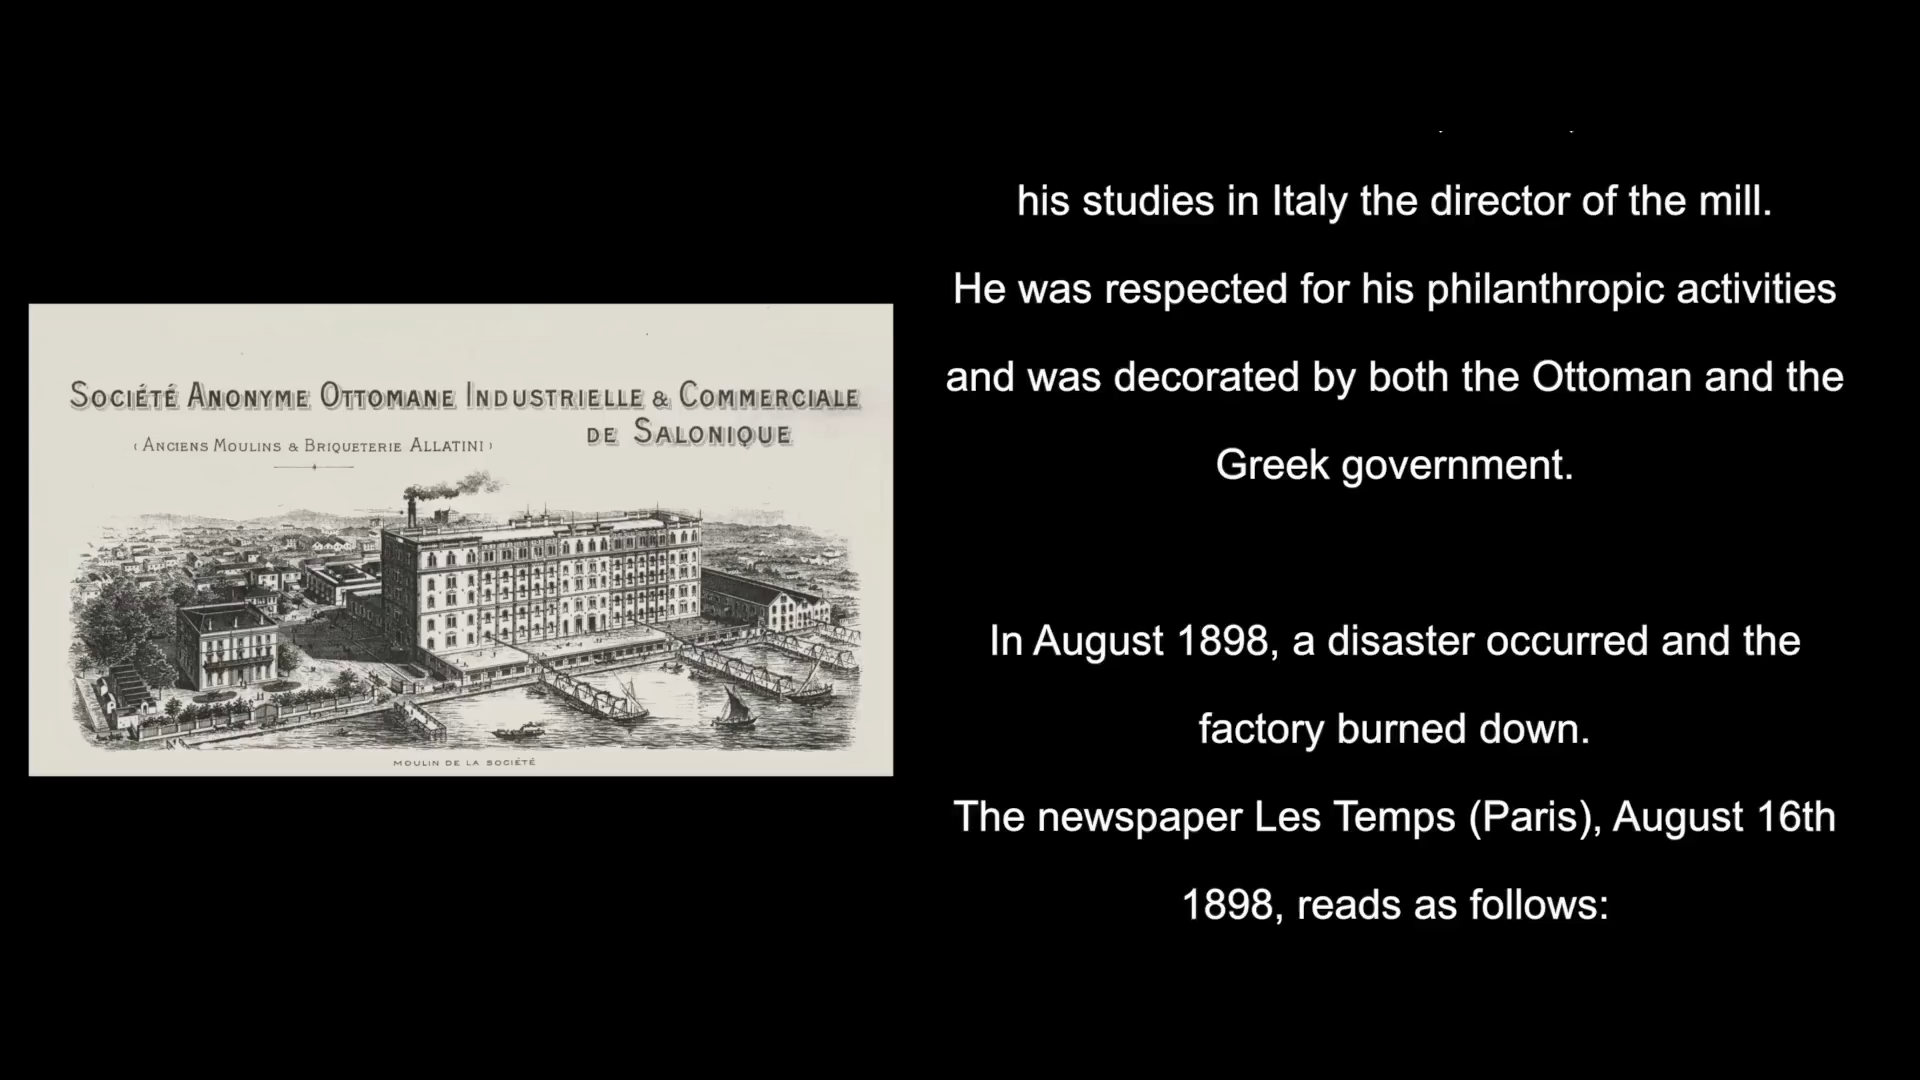 SOCIÉTÉ ANONYME OTTOMANE INDUSTRIELLE & COMMERCIALE
DE SALONIQUE
(ANCIENS MOULINS & BRIQUETERIE ALLATINI)
MOULIN DE LA SOCIÉTÉ
his studies in Italy the director of the mill.
He was respected for his philanthropic activities
and was decorated by both the Ottoman and the
Greek government.
In August 1898, a disaster occurred and the
factory burned down.
The newspaper Les Temps (Paris), August 16th
1898, reads as follows: